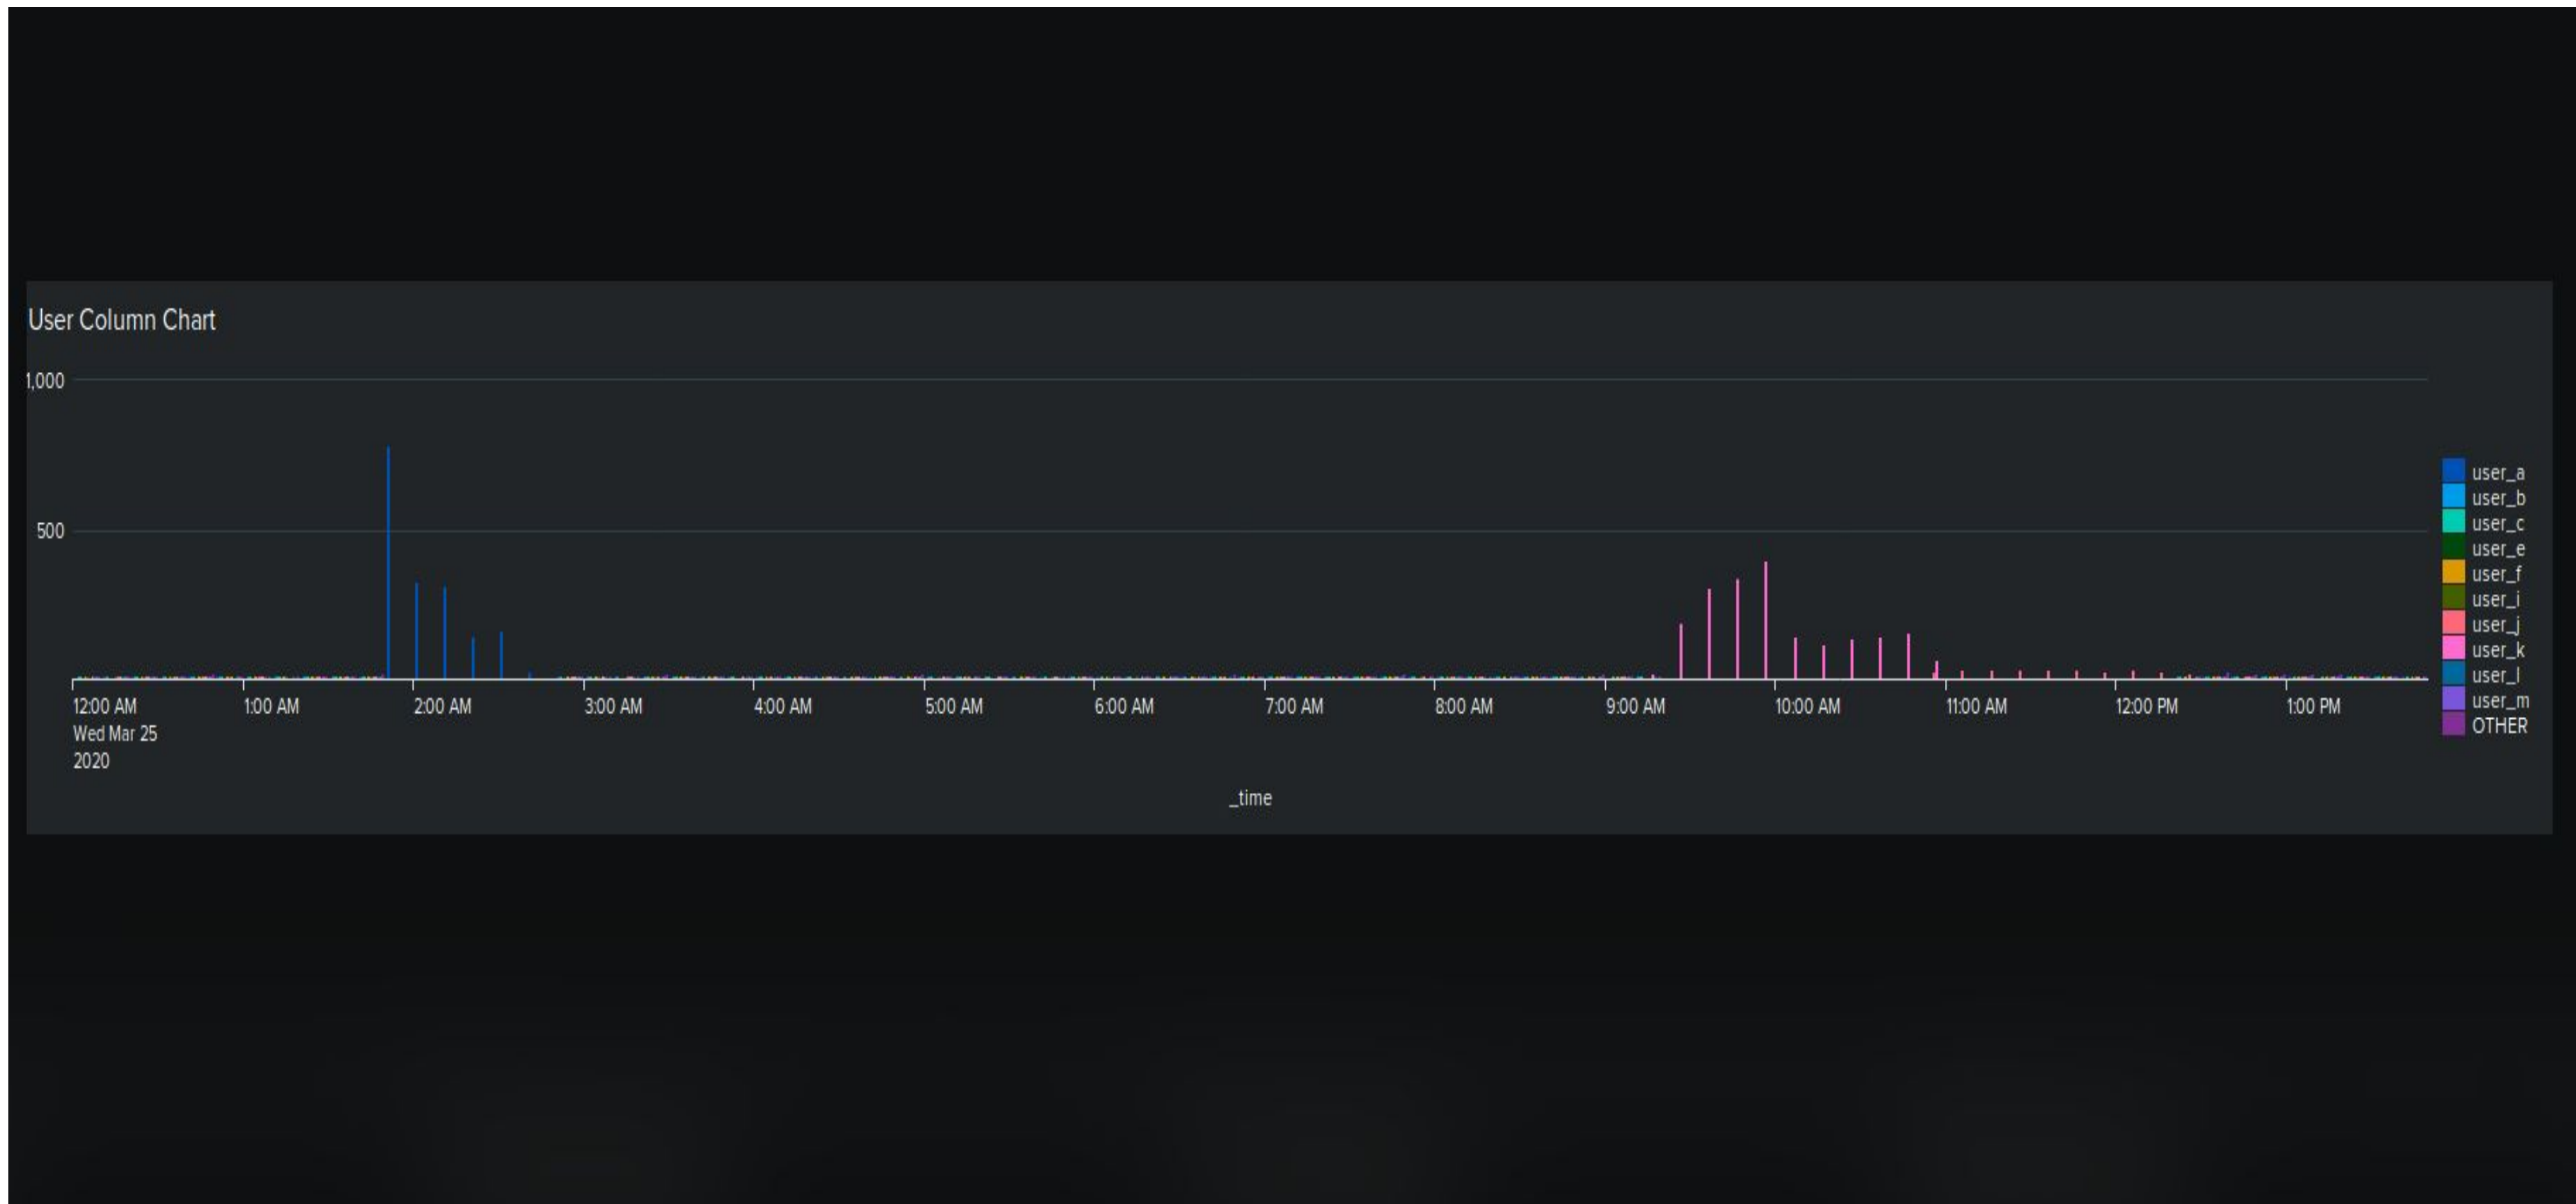 User Column Chart
1,000
500
12:00 AM
Wed Mar 25
2020
1:00 AM
2:00 AM
3:00 AM
4:00 AM
5:00 AM
6:00 AM
7:00 AM
8:00 AM
9:00 AM
10:00 AM
11:00 AM
12:00 PM
1:00 PM
_time
user_a
user_b
user_c
user_e
user_f
user_i
user_j
user_k
user_l
user_m
OTHER